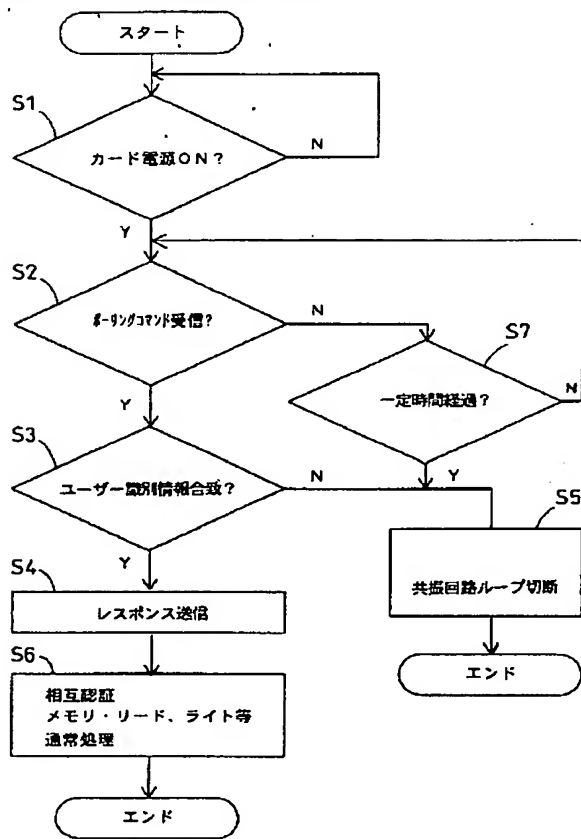 スタート
S1
カード電源ON?
N
Y
S2
ポーリングコマンド受信?
N
S7
一定時間経過?
N
Y
Y
S3
ユーザー識別情報合致?
N
S5
共振回路ループ切断
エンド
Y
S4
レスポンス送信
S6
相互認証
メモリ・リード、ライト等
通常処理
エンド